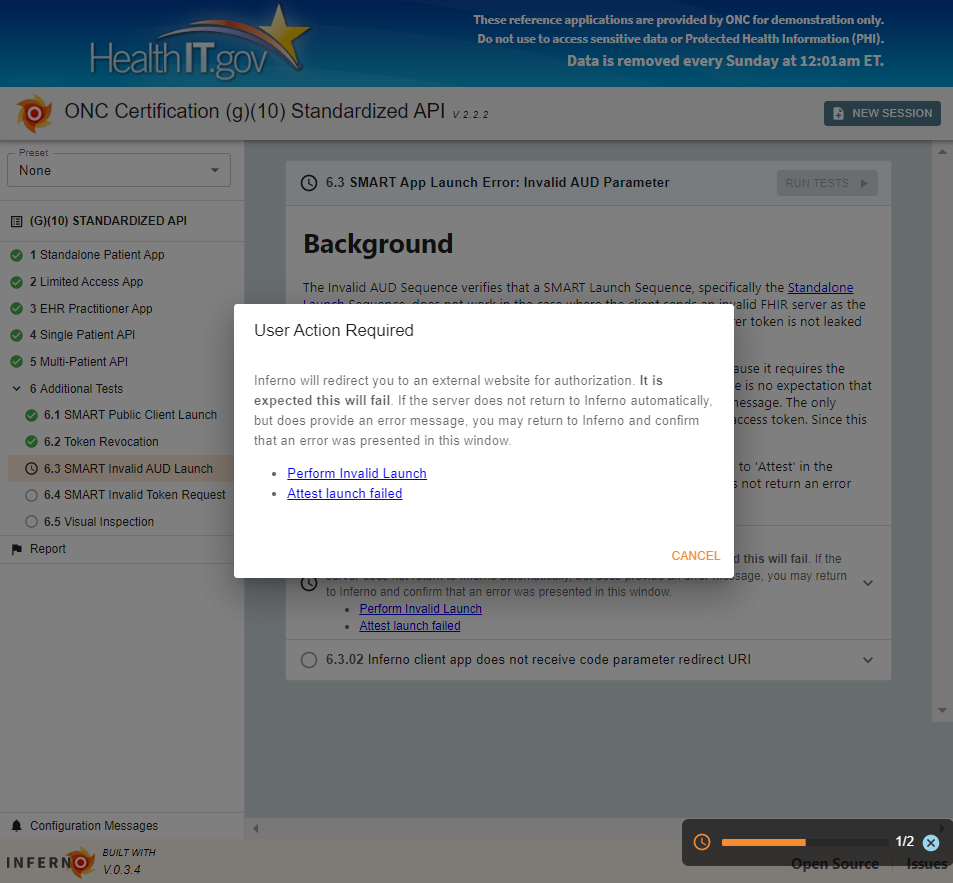 These reference applications are provided by ONC for demonstration only.
Do not use to access sensitive data or Protected Health Information (PHI).
Data is removed every Sunday at 12:01am ET.
HealthIT.gov
ONC Certification (g)(10) Standardized API V.2.2.2
NEW SESSION
Preset
None
(G)(10) STANDARDIZED API
1 Standalone Patient App
2 Limited Access App
3 EHR Practitioner App
4 Single Patient API
5 Multi-Patient API
6 Additional Tests
6.1 SMART Public Client Launch
6.2 Token Revocation
6.3 SMART Invalid AUD Launch
6.4 SMART Invalid Token Request
6.5 Visual Inspection
Report
6.3 SMART App Launch Error: Invalid AUD Parameter
RUN TESTS
Background
The Invalid AUD Sequence verifies that a SMART Launch Sequence, specifically the Standalone
Launch Sequence, does not work in the case where the client sends an invalid FHIR server as the
er token is not leaked
ause it requires the
e is no expectation that
message. The only
access token. Since this
to 'Attest' in the
s not return an error
User Action Required
Inferno will redirect you to an external website for authorization. It is
expected this will fail. If the server does not return to Inferno automatically,
but does provide an error message, you may return to Inferno and confirm
that an error was presented in this window.
Perform Invalid Launch
Attest launch failed
CANCEL
d this will fail. If the
server does not return to Inferno automatically, but does provide an error message, you may return
to Inferno and confirm that an error was presented in this window.
Perform Invalid Launch
Attest launch failed
6.3.02 Inferno client app does not receive code parameter redirect URI
Configuration Messages
INFERNO
BUILT WITH
V.0.3.4
1/2
Open Source
Issues